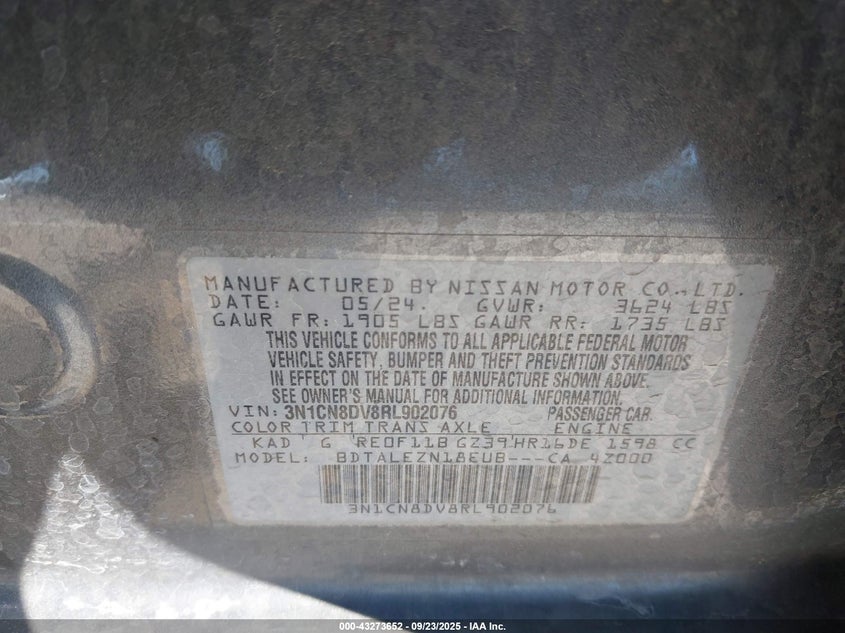 MANUFACTURED BY NISSAN MOTOR CO., LTD.
DATE: 05/24. GVWR: 3624 LBS
GAWR FR: 1905 LBS GAWR RR: 1735 LBS
THIS VEHICLE CONFORMS TO ALL APPLICABLE FEDERAL MOTOR
VEHICLE SAFETY, BUMPER AND THEFT PREVENTION STANDARDS
IN EFFECT ON THE DATE OF MANUFACTURE SHOWN ABOVE.
SEE OWNER'S MANUAL FOR ADDITIONAL INFORMATION.
VIN: 3N1CN8DV8RL902076 PASSENGER CAR
COLOR TRIM TRANS AXLE ENGINE
KAD G RE0F11B GZ39 HR16DE 1598 CC
MODEL: BDTALEZN18EUB---CA 4Z000
3N1CN8DV8RL902076
000-43273652 - 09/23/2025 - IAA Inc.